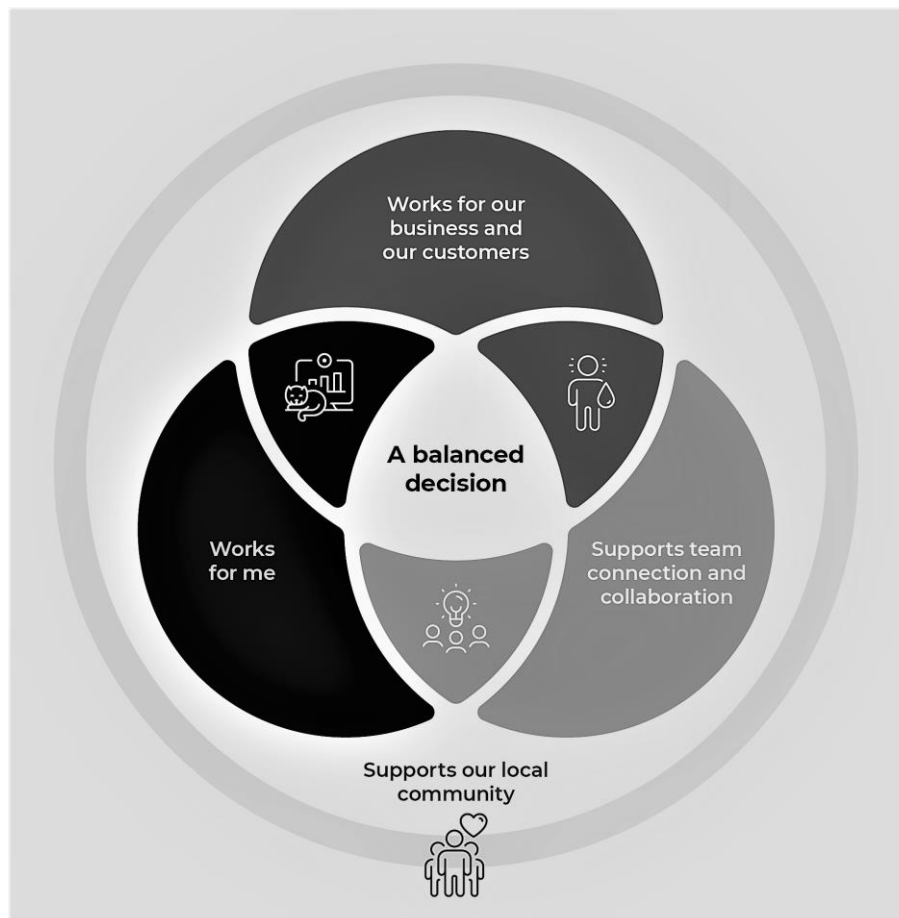 Works for our
business and
our customers
A balanced
decision
Works
for me
Supports team
connection and
collaboration
Supports our local
community